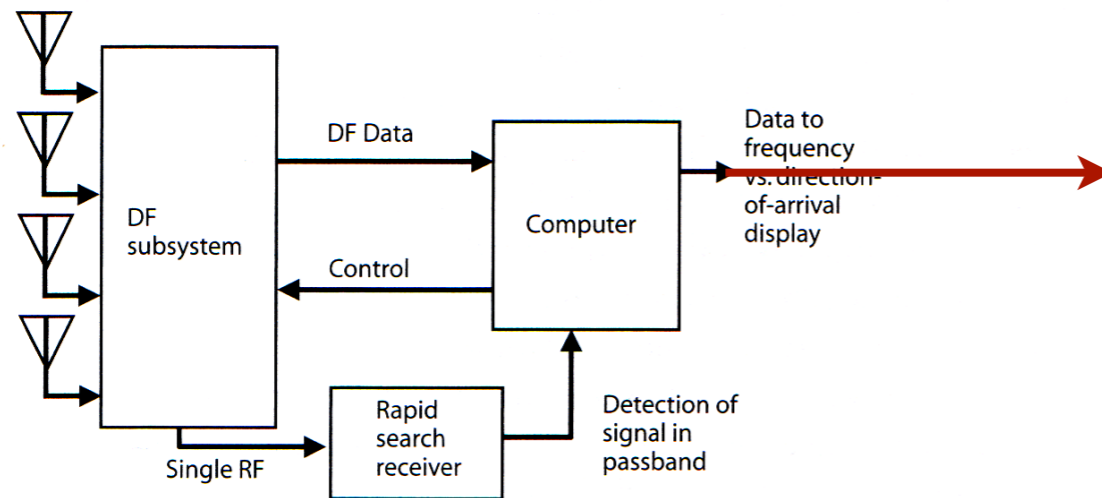 DF Data
Data to
frequency
vs. direction-
of-arrival
display
DF
subsystem
Computer
Control
Rapid
search
receiver
Detection of
signal in
passband
Single RF